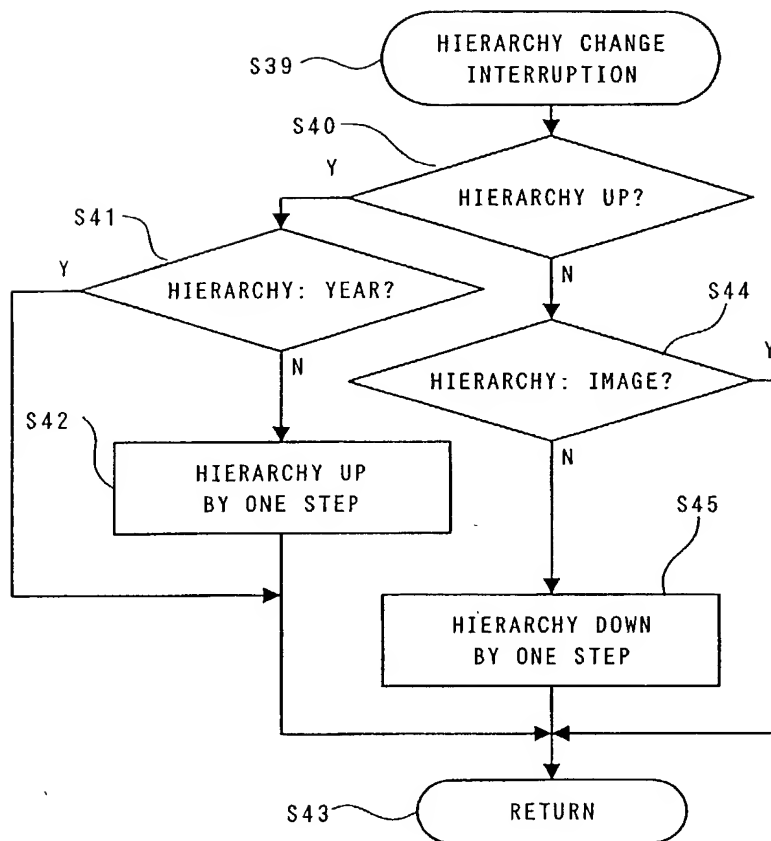 HIERARCHY CHANGE
INTERRUPTION
S39
S40
Y
HIERARCHY UP?
S41
N
Y
HIERARCHY: YEAR?
S44
Y
N
HIERARCHY: IMAGE?
S42
N
HIERARCHY UP
BY ONE STEP
S45
HIERARCHY DOWN
BY ONE STEP
S43
RETURN